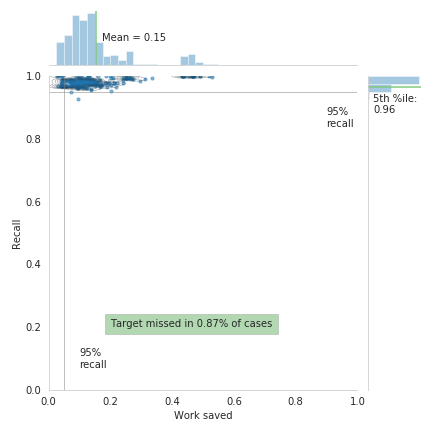 Mean = 0.15
5th %ile:
0.96
1.0
0.8
0.6
0.4
0.2
0.0
Recall
95%
recall
Target missed in 0.87% of cases
95%
recall
0.0
0.2
0.4
0.6
0.8
1.0
Work saved